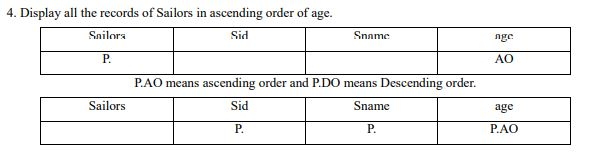 4. Display all the records of Sailors in ascending order of age.
Sailors Sid Sname age
P. AO
P.AO means ascending order and P.DO means Descending order.
Sailors Sid Sname age
P. P. P.AO